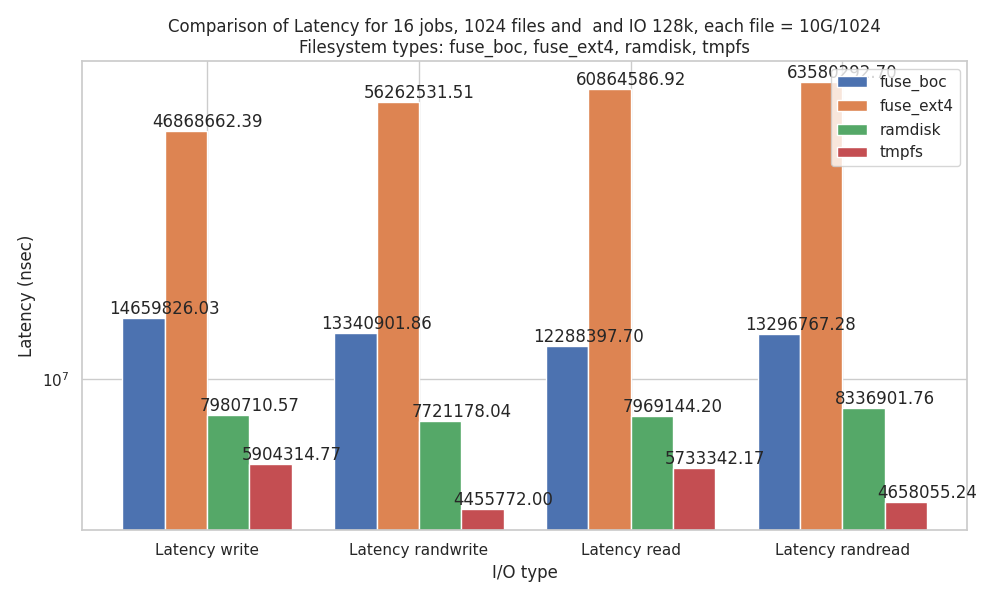 Comparison of Latency for 16 jobs, 1024 files and  and IO 128k, each file = 10G/1024
Filesystem types: fuse_boc, fuse_ext4, ramdisk, tmpfs
fuse_boc
fuse_ext4
ramdisk
tmpfs
Latency (nsec)
10^7
14659826.03
46868662.39
7980710.57
5904314.77
13340901.86
56262531.51
7721178.04
4455772.00
12288397.70
60864586.92
7969144.20
5733342.17
13296767.28
63580292.70
8336901.76
4658055.24
Latency write
Latency randwrite
Latency read
Latency randread
I/O type